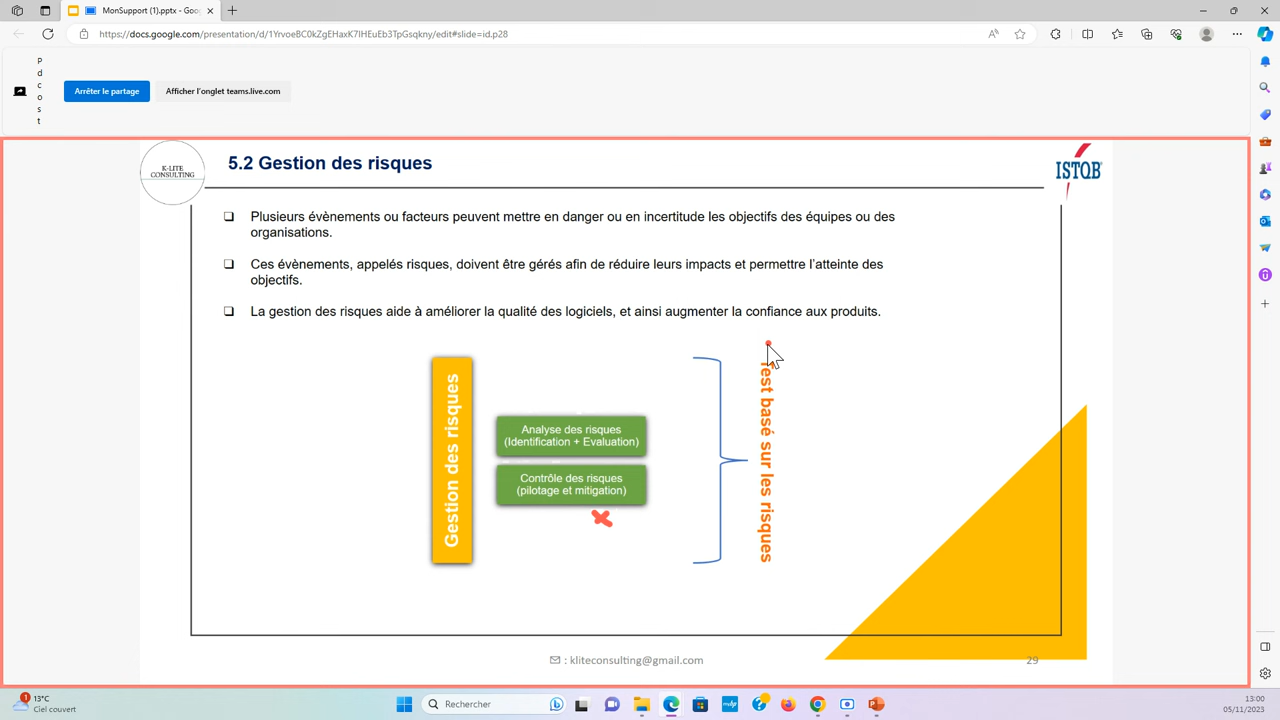 MonSupport (1).pptx - Goo
https://docs.google.com/presentation/d/1YrvoeBC0kZgEHaxK7IHEuEb3TpGsqkny/edit#slide=id.p28
P
d
c
o
s
t
Arrêter le partage
Afficher l'onglet teams.live.com
K-LITE
CONSULTING
5.2 Gestion des risques
ISTQB
Plusieurs évènements ou facteurs peuvent mettre en danger ou en incertitude les objectifs des équipes ou des
organisations.
Ces évènements, appelés risques, doivent être gérés afin de réduire leurs impacts et permettre l'atteinte des
objectifs.
La gestion des risques aide à améliorer la qualité des logiciels, et ainsi augmenter la confiance aux produits.
Gestion des risques
Analyse des risques
(Identification + Evaluation)
Contrôle des risques
(pilotage et mitigation)
Test basé sur les risques
: kliteconsulting@gmail.com
29
1
13°C
Ciel couvert
Rechercher
13:00
05/11/2023